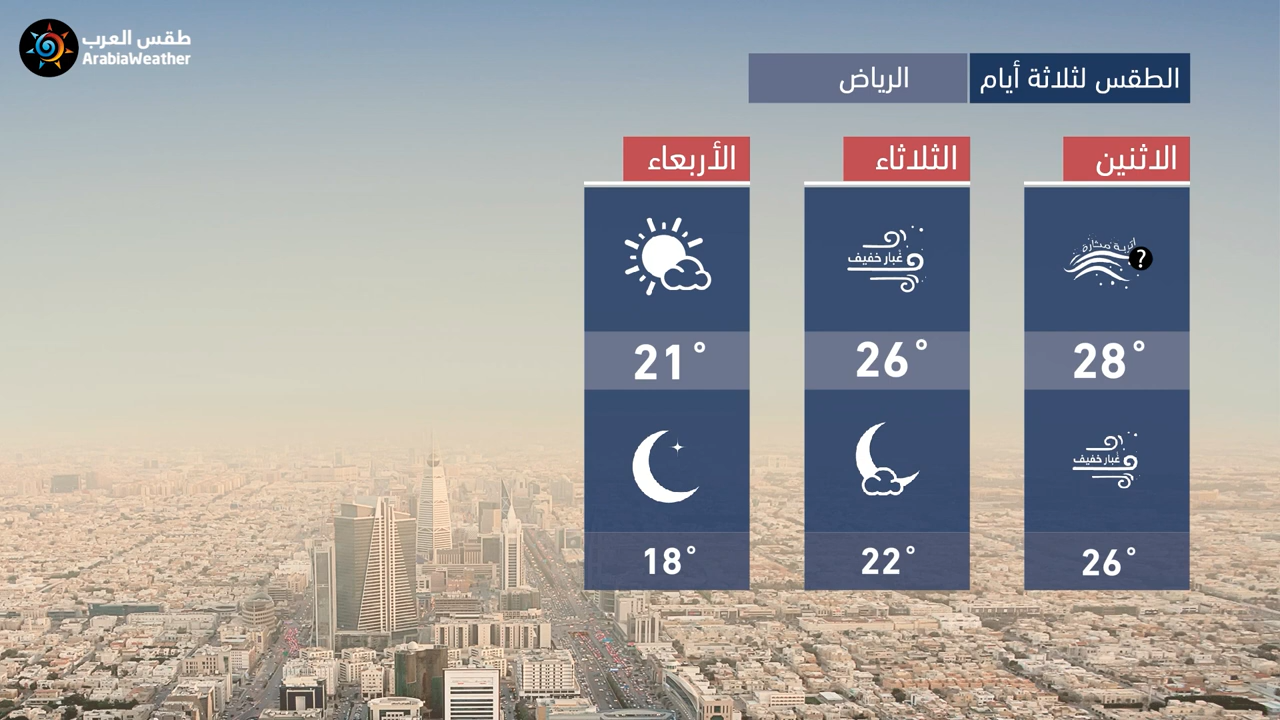 طقس العرب
ArabiaWeather
الطقس لثلاثة أيام
الرياض
الاثنين
أتربة مثارة
?
28°
غبار خفيف
26°
الثلاثاء
غبار خفيف
26°
22°
الأربعاء
21°
18°